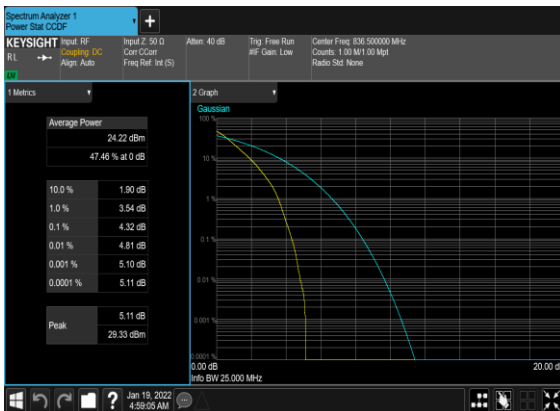 Spectrum Analyzer 1
Power Stat CCDF
+
KEYSIGHT
RL
LV
Input: RF
Coupling: DC
Align: Auto
Input Z: 50 Ω
Corr CCorr
Freq Ref: Int (S)
Atten: 40 dB
Trig: Free Run
#IF Gain: Low
Center Freq: 836.500000 MHz
Counts: 1.00 M/1.00 Mpt
Radio Std: None
1 Metrics
Average Power
24.22 dBm
47.46 % at 0 dB
10.0 % 1.90 dB
1.0 % 3.54 dB
0.1 % 4.32 dB
0.01 % 4.81 dB
0.001 % 5.10 dB
0.0001 % 5.11 dB
Peak 5.11 dB
29.33 dBm
2 Graph
Gaussian
100 %
10 %
1 %
0.1 %
0.01 %
0.001 %
0.0001 %
0.00 dB 20.00 d
Info BW 25.000 MHz
?
Jan 19, 2022
4:59:05 AM